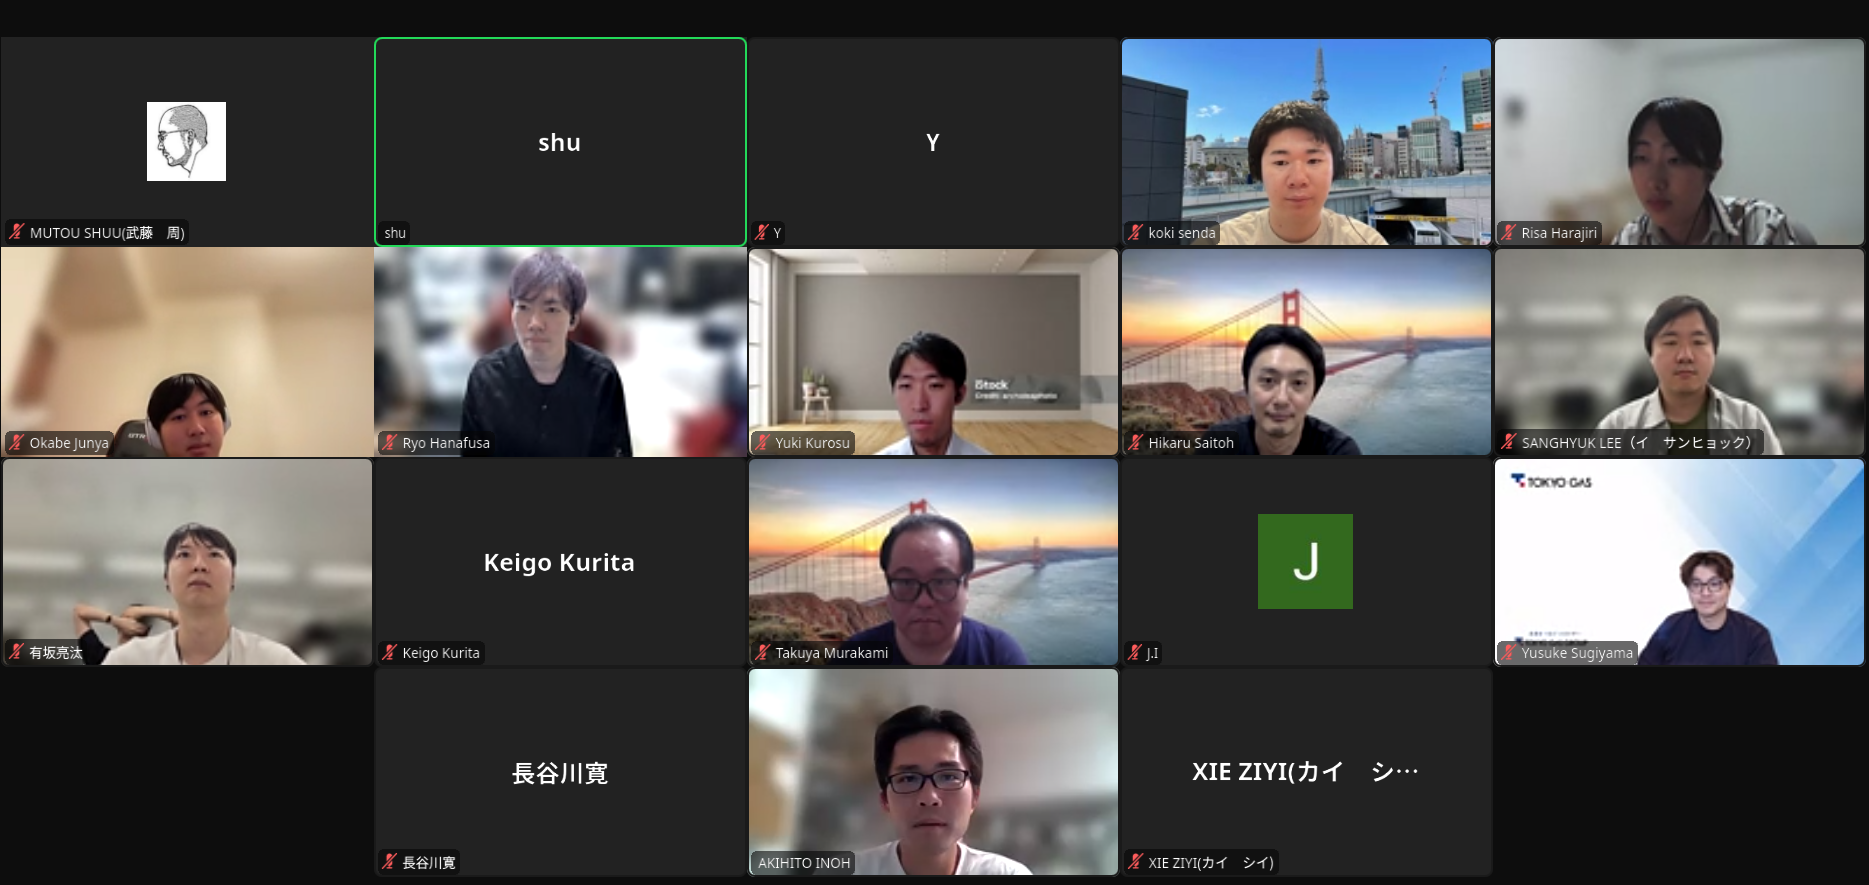 MUTOU SHUU(武藤　周)
shu
shu
Y
Y
koki senda
Risa Harajiri
Okabe Junya
GTR
Ryo Hanafusa
iStock
Yuki Kurosu
Hikaru Saitoh
SANGHYUK LEE（イ　サンヒョック）
有坂亮汰
Keigo Kurita
Keigo Kurita
Takuya Murakami
J
J.I
TOKYO GAS
Yusuke Sugiyama
長谷川寛
長谷川寛
AKIHITO INOH
XIE ZIYI(カイ　シ…
XIE ZIYI(カイ　シイ)